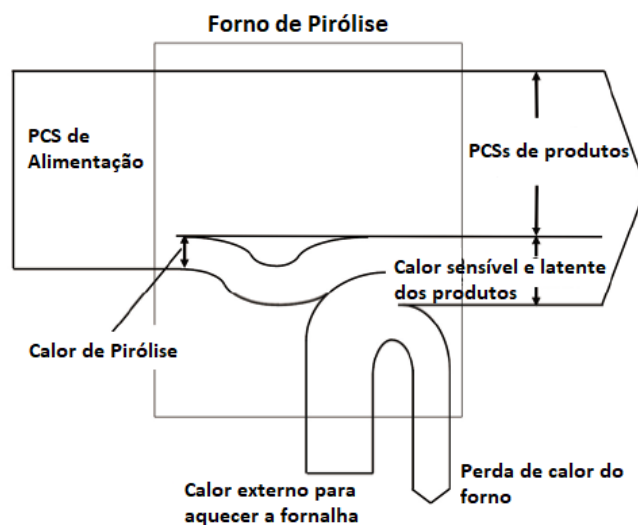 Forno de Pirólise
PCS de
Alimentação
PCSs de produtos
Calor sensível e latente
dos produtos
Calor de Pirólise
Calor externo para
aquecer a fornalha
Perda de calor do
forno